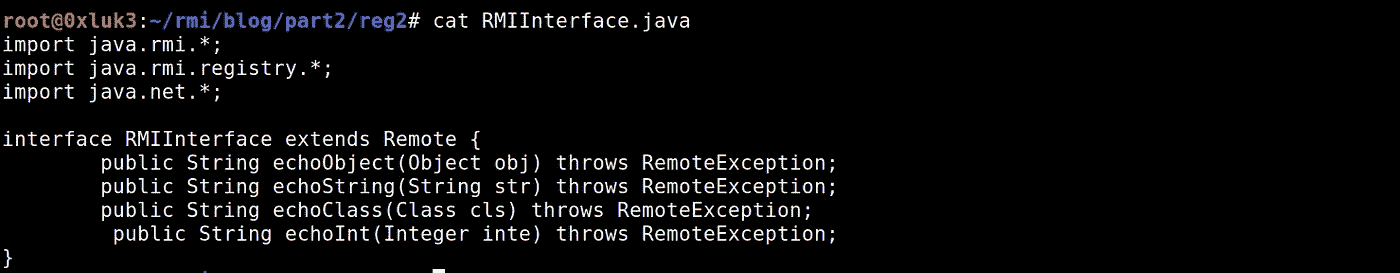 root@0xluk3:~/rmi/blog/part2/reg2# cat RMIInterface.java
import java.rmi.*;
import java.rmi.registry.*;
import java.net.*;

interface RMIInterface extends Remote {
        public String echoObject(Object obj) throws RemoteException;
        public String echoString(String str) throws RemoteException;
        public String echoClass(Class cls) throws RemoteException;
         public String echoInt(Integer inte) throws RemoteException;
}